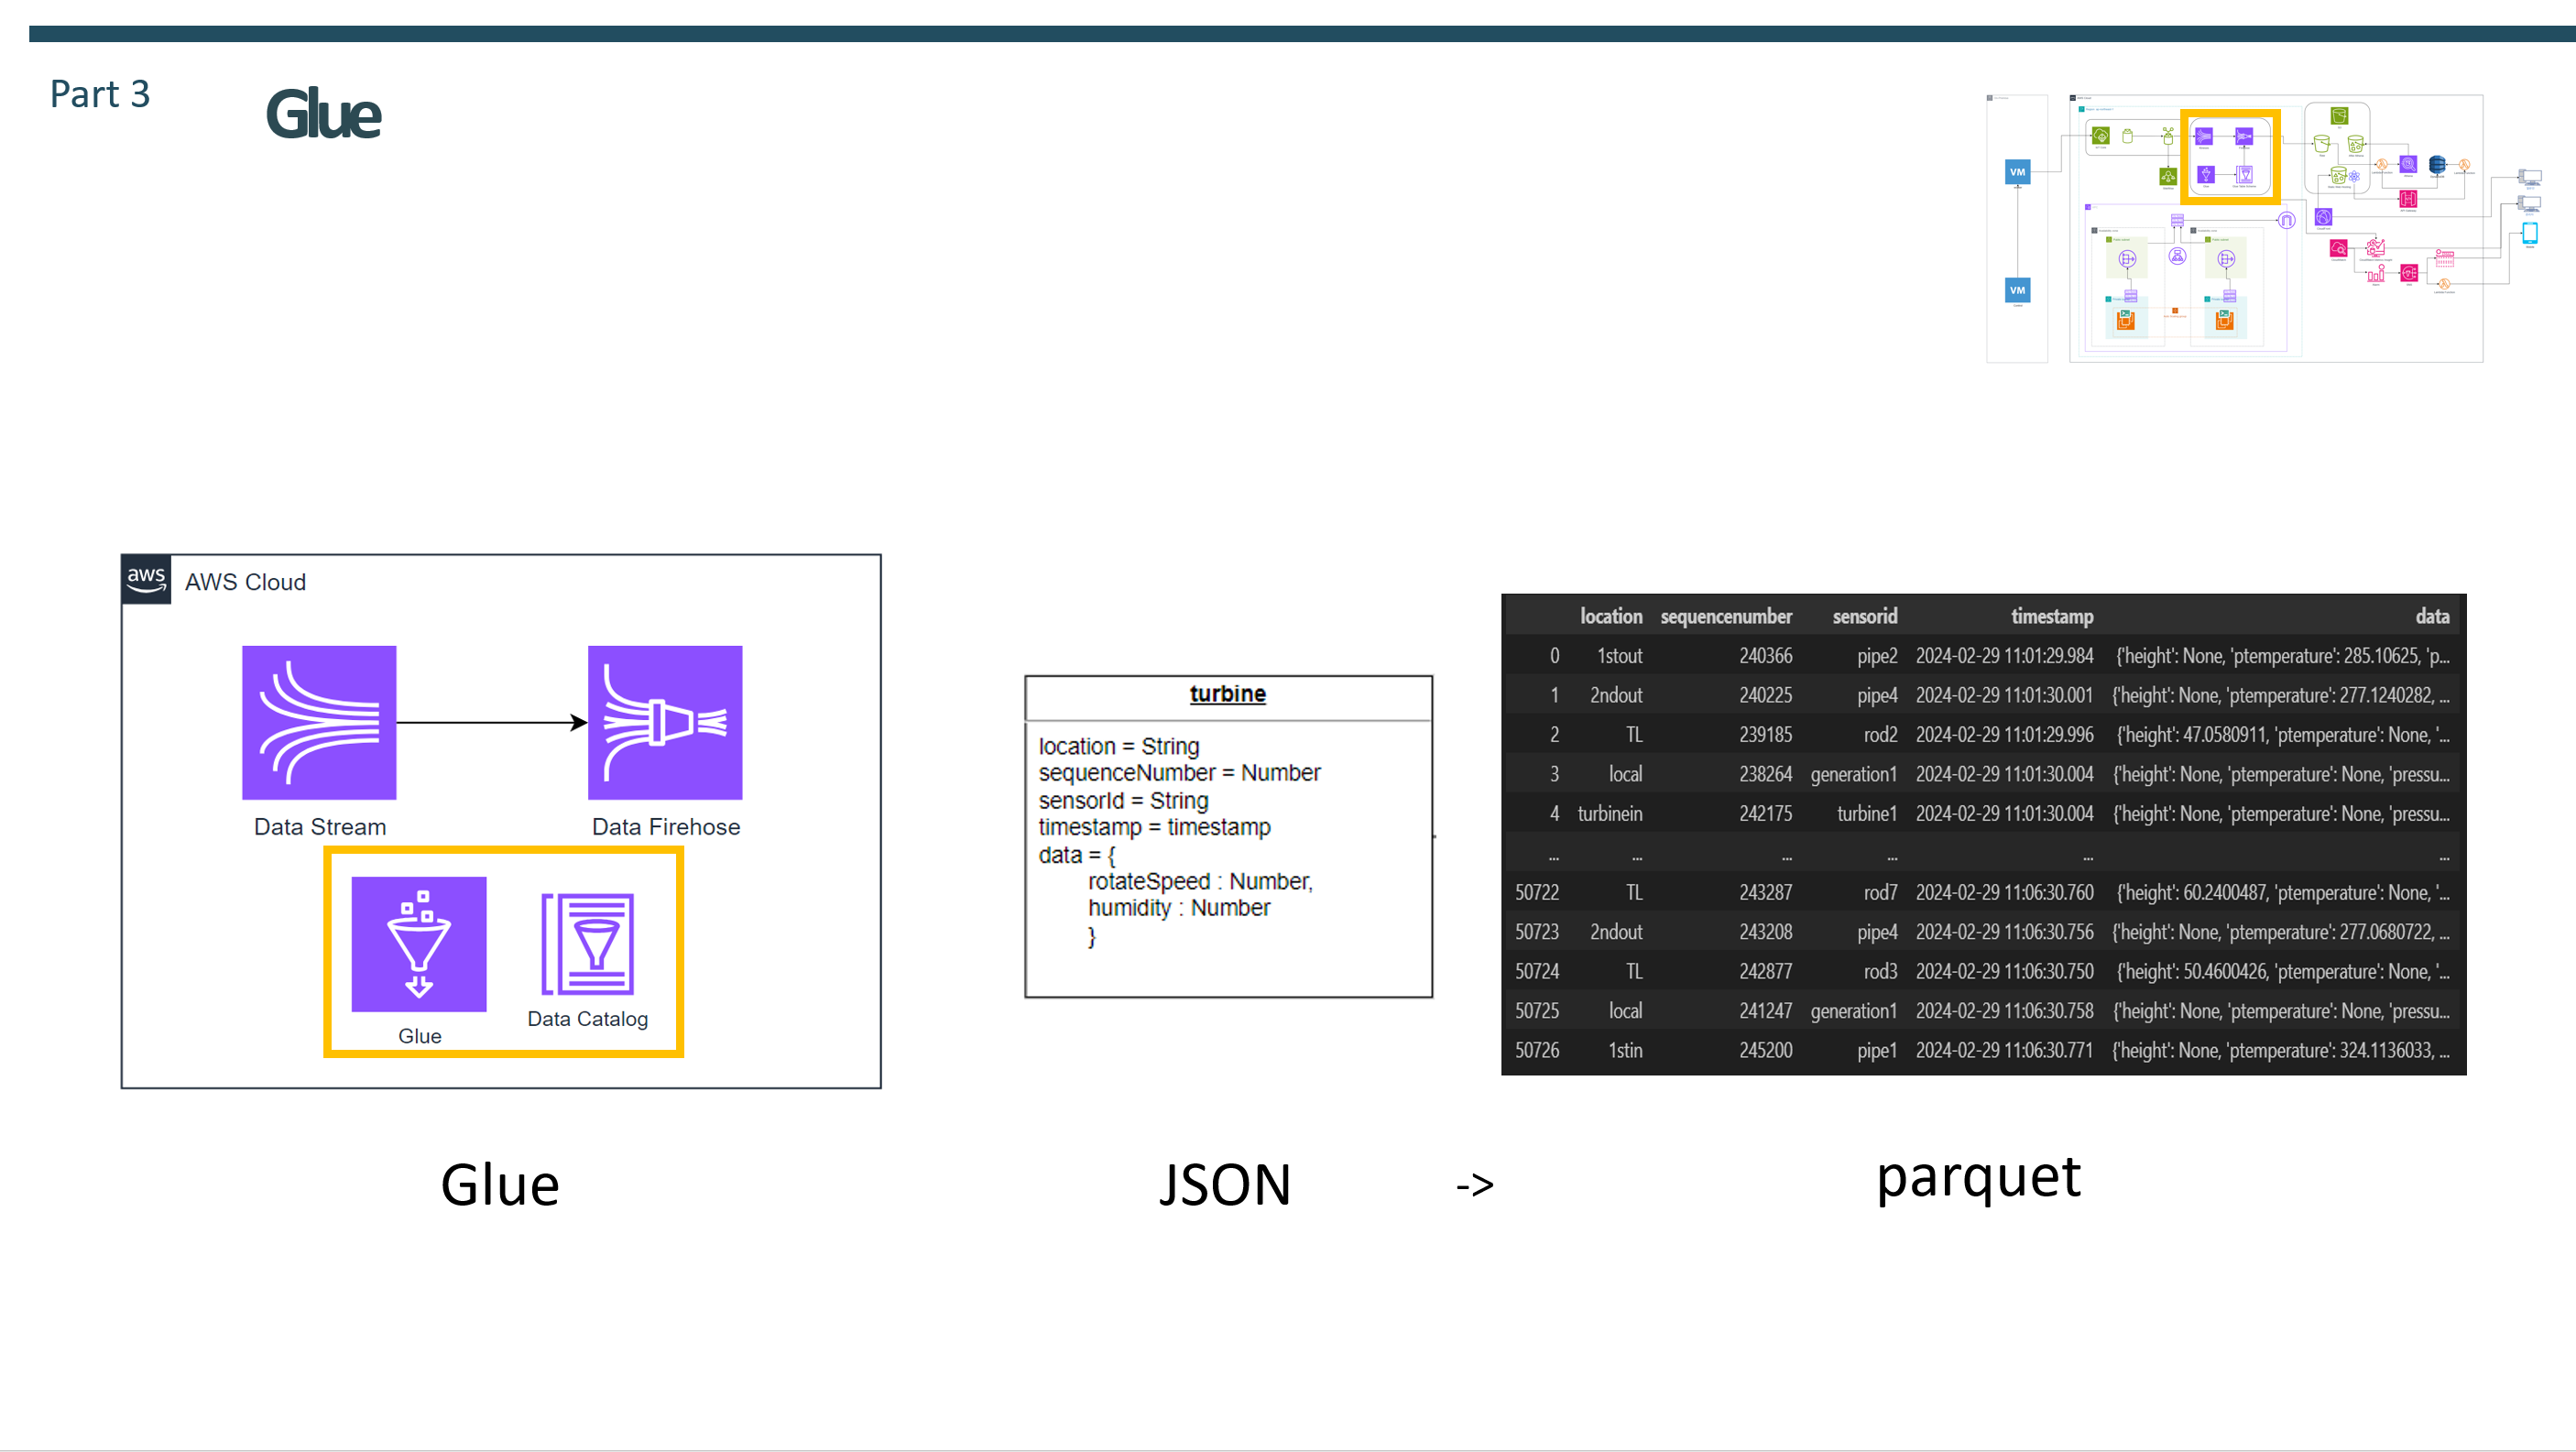 Part 3
Glue
VM
VM
aws
AWS Cloud
Data Stream
Data Firehose
Glue
Data Catalog
turbine
location = String
sequenceNumber = Number
sensorId = String
timestamp = timestamp
data = {
rotateSpeed : Number,
humidity : Number
}
location sequencenumber sensorid timestamp data
0 1stout 240366 pipe2 2024-02-29 11:01:29.984 {'height': None, 'ptemperature': 285.10625, 'p...
1 2ndout 240225 pipe4 2024-02-29 11:01:30.001 {'height': None, 'ptemperature': 277.1240282, ...
2 TL 239185 rod2 2024-02-29 11:01:29.996 {'height': 47.0580911, 'ptemperature': None, '...
3 local 238264 generation1 2024-02-29 11:01:30.004 {'height': None, 'ptemperature': None, 'pressu...
4 turbinein 242175 turbine1 2024-02-29 11:01:30.004 {'height': None, 'ptemperature': None, 'pressu...
... ... ... ... ... ...
50722 TL 243287 rod7 2024-02-29 11:06:30.760 {'height': 60.2400487, 'ptemperature': None, '...
50723 2ndout 243208 pipe4 2024-02-29 11:06:30.756 {'height': None, 'ptemperature': 277.0680722, ...
50724 TL 242877 rod3 2024-02-29 11:06:30.750 {'height': 50.4600426, 'ptemperature': None, '...
50725 local 241247 generation1 2024-02-29 11:06:30.758 {'height': None, 'ptemperature': None, 'pressu...
50726 1stin 245200 pipe1 2024-02-29 11:06:30.771 {'height': None, 'ptemperature': 324.1136033, ...
Glue
JSON -> parquet